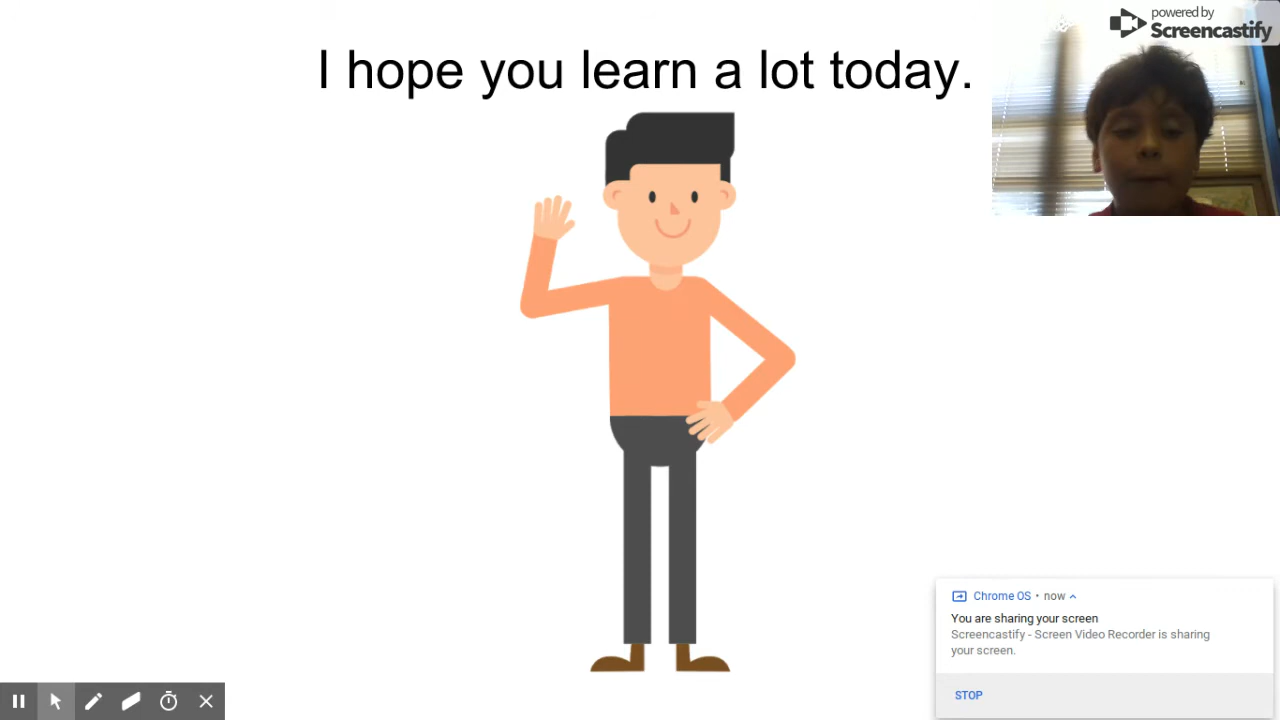 powered by
Screencastify
I hope you learn a lot today.
Chrome OS • now
You are sharing your screen
Screencastify - Screen Video Recorder is sharing
your screen.
STOP